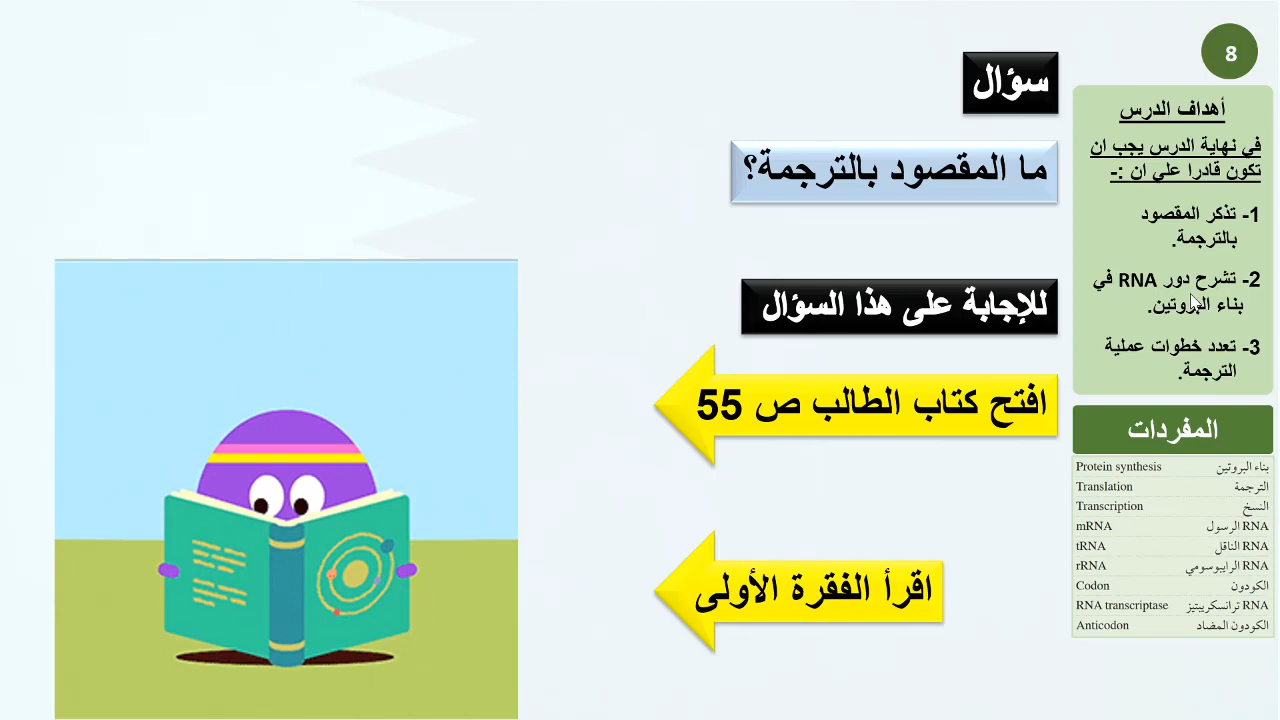 8
سؤال
ما المقصود بالترجمة؟
للإجابة على هذا السؤال
افتح كتاب الطالب ص 55
اقرأ الفقرة الأولى
أهداف الدرس
في نهاية الدرس يجب ان
تكون قادرا علي ان :-
1- تذكر المقصود
بالترجمة.
2- تشرح دور RNA في
بناء البروتين.
3- تعدد خطوات عملية
الترجمة.
المفردات
Protein synthesis بناء البروتين
Translation الترجمة
Transcription النسخ
mRNA الرسول RNA
tRNA الناقل RNA
rRNA الرايبوسومي RNA
Codon الكودون
RNA transcriptase ترانسكريبتيز RNA
Anticodon الكودون المضاد